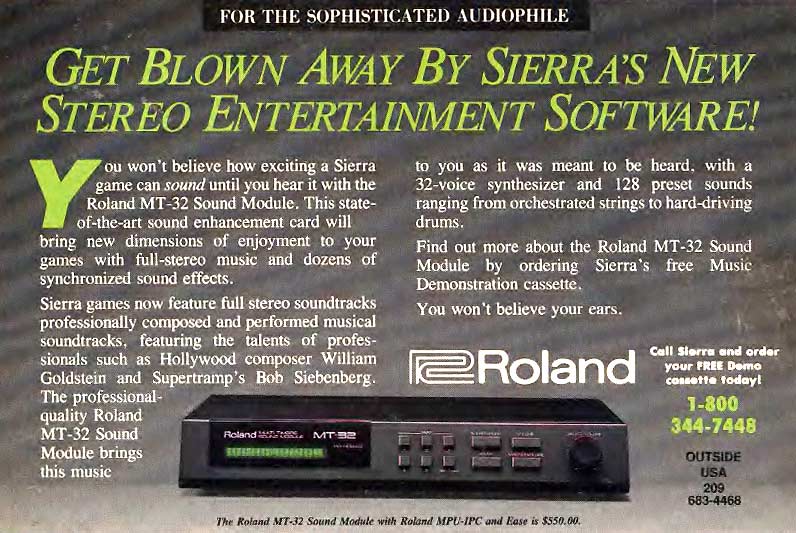 FOR THE SOPHISTICATED AUDIOPHILE
GET BLOWN AWAY BY SIERRA'S NEW
STEREO ENTERTAINMENT SOFTWARE!
You won't believe how exciting a Sierra
game can sound until you hear it with the
Roland MT-32 Sound Module. This state-
of-the-art sound enhancement card will
bring new dimensions of enjoyment to your
games with full-stereo music and dozens of
synchronized sound effects.
Sierra games now feature full stereo soundtracks
professionally composed and performed musical
soundtracks, featuring the talents of profes-
sionals such as Hollywood composer William
Goldstein and Supertramp's Bob Siebenberg.
The professional-
quality Roland
MT-32 Sound
Module brings
this music
to you as it was meant to be heard, with a
32-voice synthesizer and 128 preset sounds
ranging from orchestrated strings to hard-driving
drums.
Find out more about the Roland MT-32 Sound
Module by ordering Sierra's free Music
Demonstration cassette.
You won't believe your ears.
Roland
Call Sierra and order
your FREE Demo
cassette today!
1-800
344-7448
OUTSIDE
USA
209
683-4468
Roland MULTI TIMBRE SOUND MODULE MT-32
The Roland MT-32 Sound Module with Roland MPU-IPC and Ease is $550.00.